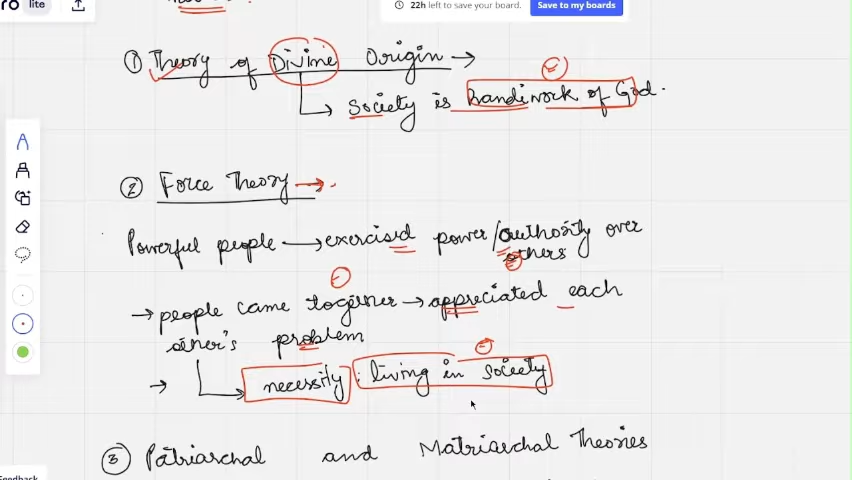 ro lite
22h left to save your board.
Save to my boards
① Theory of Divine Origin →
Society is handiwork of God.
② Force Theory → .
Powerful people → exercised power/authority over others
→ people came together → appreciated each
other's problem
→ necessity : living in society
③ Patriarchal and Matriarchal Theories
Feedback